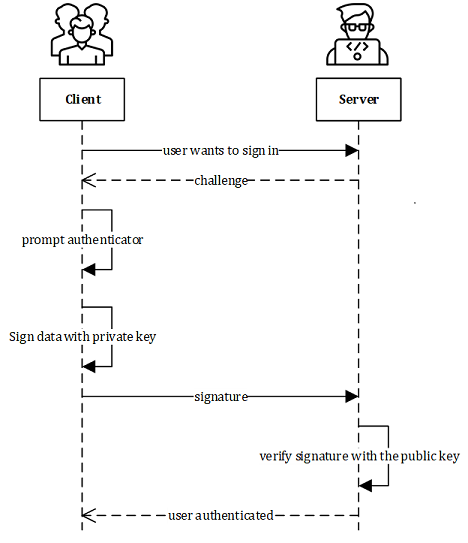 Client
Server
user wants to sign in
challenge
prompt authenticator
Sign data with private key
signature
verify signature with the public key
user authenticated